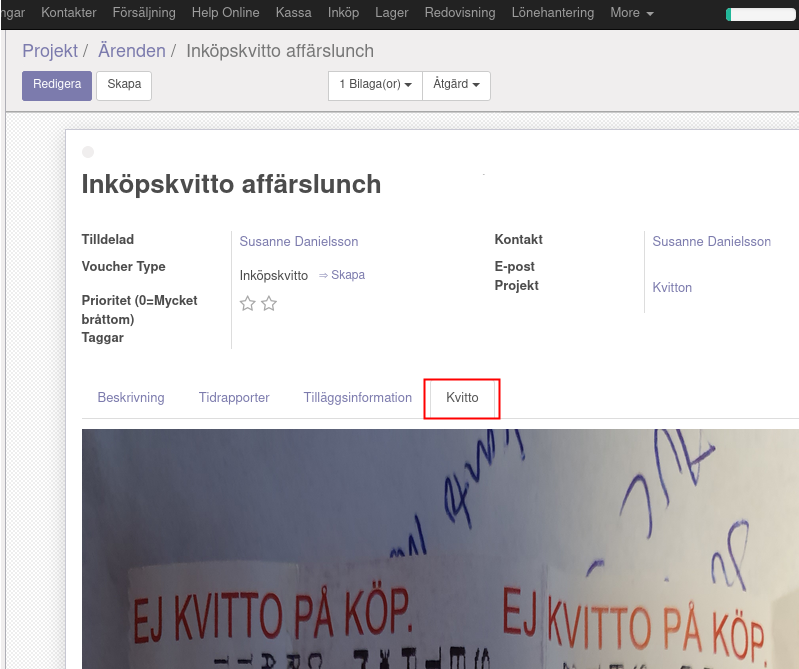 ngar Kontakter Försäljning Help Online Kassa Inköp Lager Redovisning Lönehantering More
Projekt / Ärenden / Inköpskvitto affärslunch
Redigera Skapa 1 Bilaga(or) Åtgärd
Inköpskvitto affärslunch
Tilldelad Susanne Danielsson Kontakt Susanne Danielsson
Voucher Type Inköpskvitto ⇒ Skapa E-post
Prioritet (0=Mycket bråttom) Projekt Kvitton
Taggar
Beskrivning Tidrapporter Tilläggsinformation Kvitto
EJ KVITTO PÅ KÖP. EJ KVITTO PÅ KÖP.